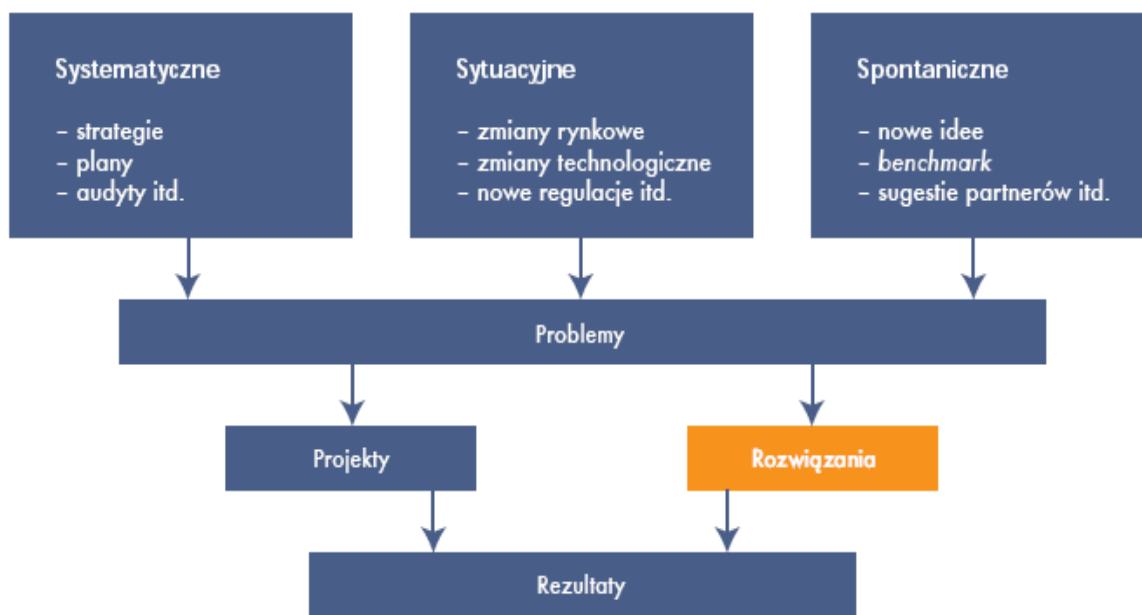 Systematyczne
– strategie
– plany
– audyty itd.
Sytuacyjne
– zmiany rynkowe
– zmiany technologiczne
– nowe regulacje itd.
Spontaniczne
– nowe idee
– benchmark
– sugestie partnerów itd.
Problemy
Projekty
Rozwiązania
Rezultaty